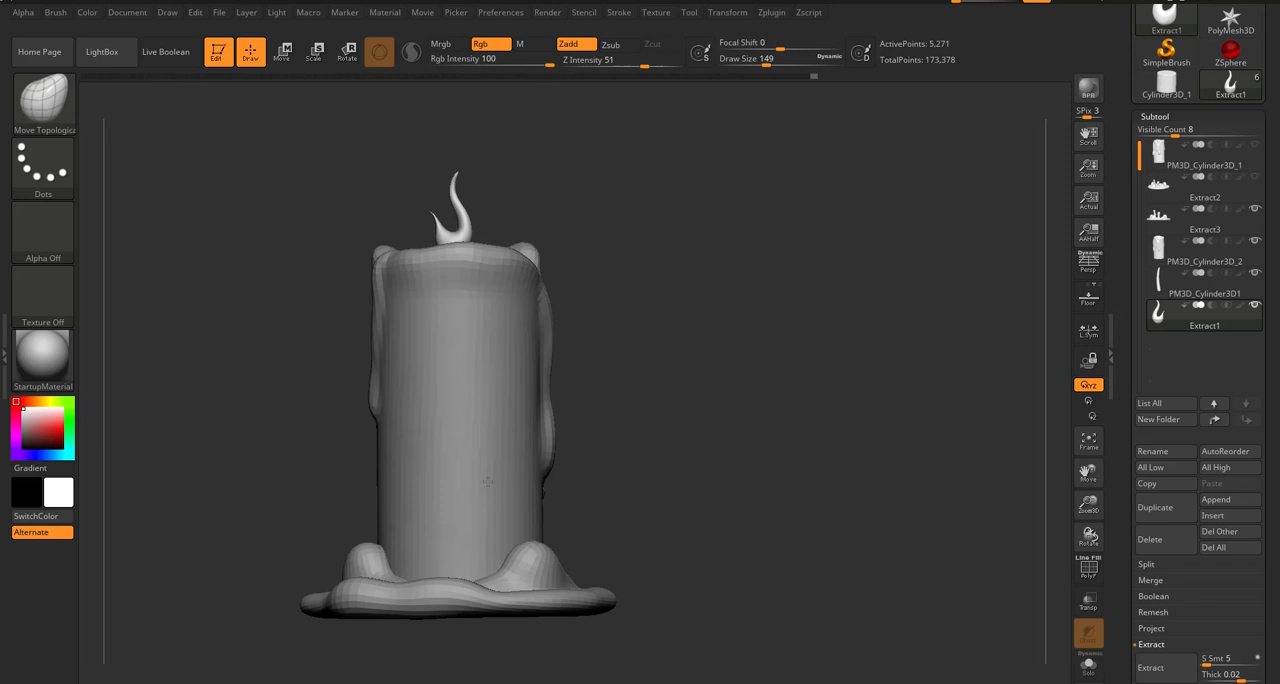 Alpha Brush Color Document Draw Edit File Layer Light Macro Marker Material Movie Picker Preferences Render Stencil Stroke Texture Tool Transform Zplugin Zscript
Home Page LightBox Live Boolean Edit Draw Move Scale Rotate
Mrgb Rgb M Zadd Zsub Zcut
Rgb Intensity 100 Z Intensity 51
Focal Shift 0
Draw Size 149 Dynamic
ActivePoints: 5,271
TotalPoints: 173,378
Move Topologica
Dots
Alpha Off
Texture Off
StartupMaterial
Gradient
SwitchColor
Alternate
BPR
SPix 3
Scroll
Zoom
Actual
AAHalf
Dynamic
Persp
Floor
L.Sym
XYZ
Frame
Move
Zoom3D
Rotate
Line Fill
PolyF
Transp
Dynamic
Solo
Extract1 PolyMesh3D
SimpleBrush ZSphere
6
Cylinder3D_1 Extract1
Subtool
Visible Count 8
PM3D_Cylinder3D_1
Extract2
Extract3
PM3D_Cylinder3D_2
PM3D_Cylinder3D1
Extract1
List All
New Folder
Rename AutoReorder
All Low All High
Copy Paste
Duplicate Append
Insert
Delete Del Other
Del All
Split
Merge
Boolean
Remesh
Project
Extract
Extract S Smt 5
Thick 0.02